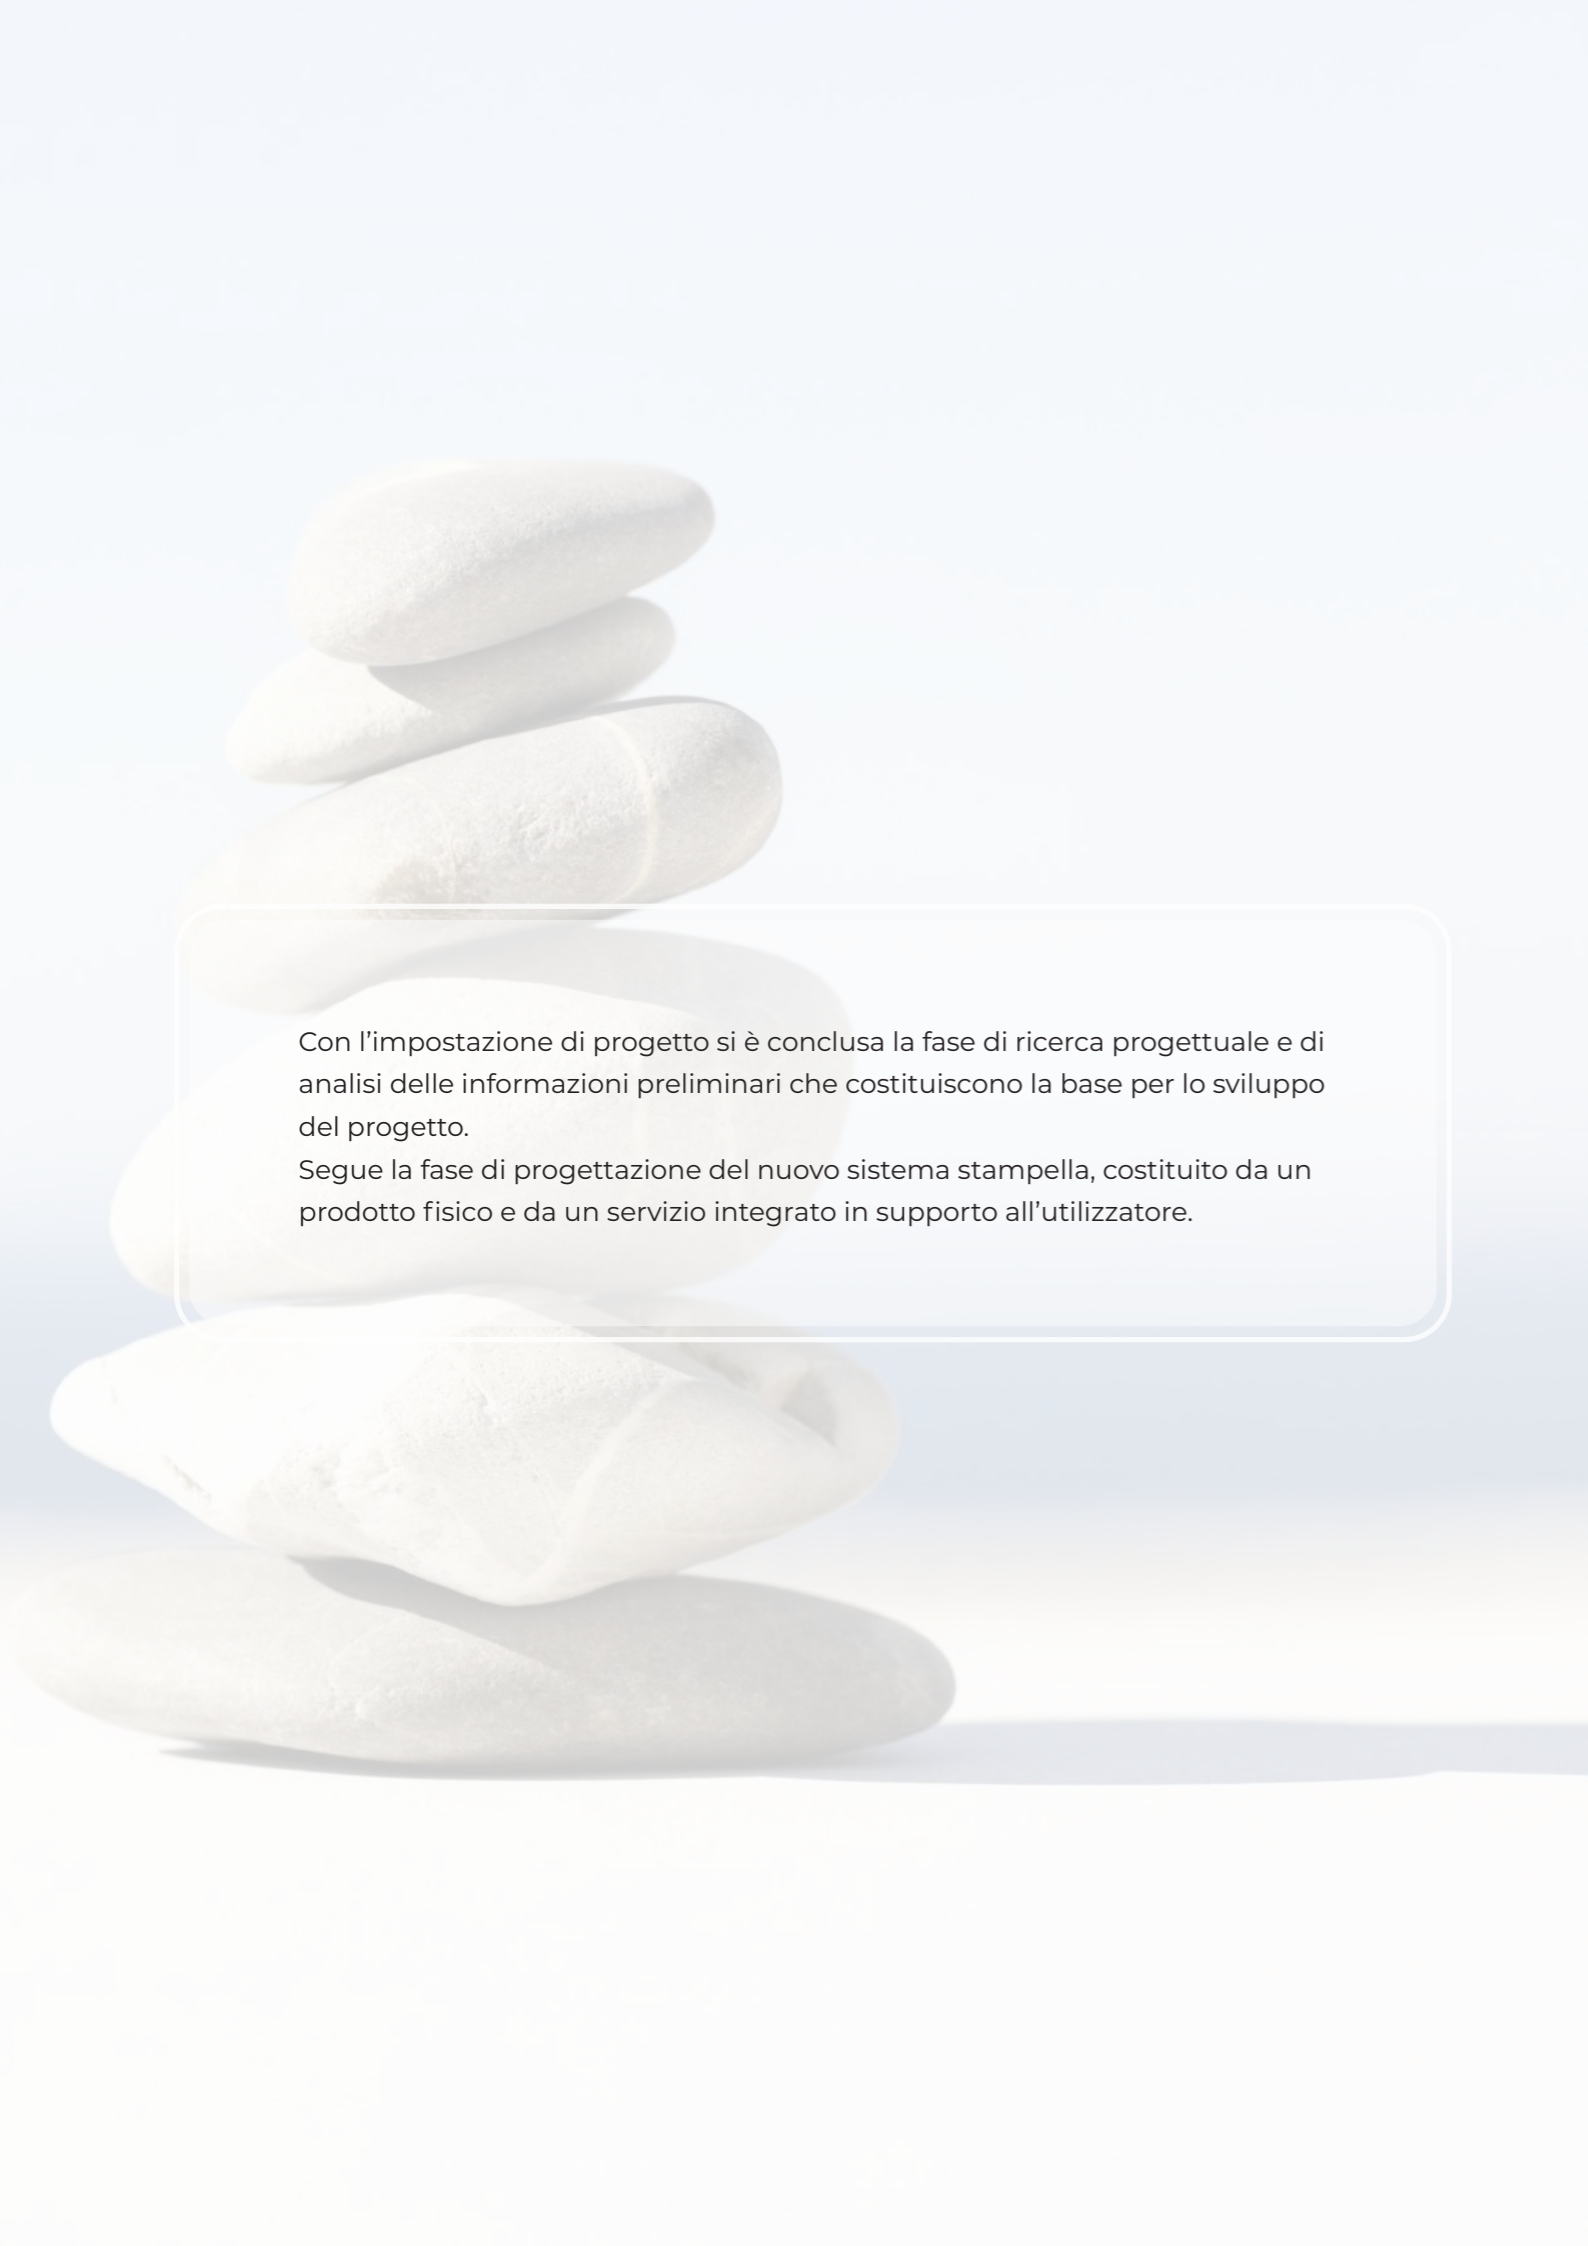 Con l’impostazione di progetto si è conclusa la fase di ricerca progettuale e di
analisi delle informazioni preliminari che costituiscono la base per lo sviluppo
del progetto.
Segue la fase di progettazione del nuovo sistema stampella, costituito da un
prodotto fisico e da un servizio integrato in supporto all’utilizzatore.